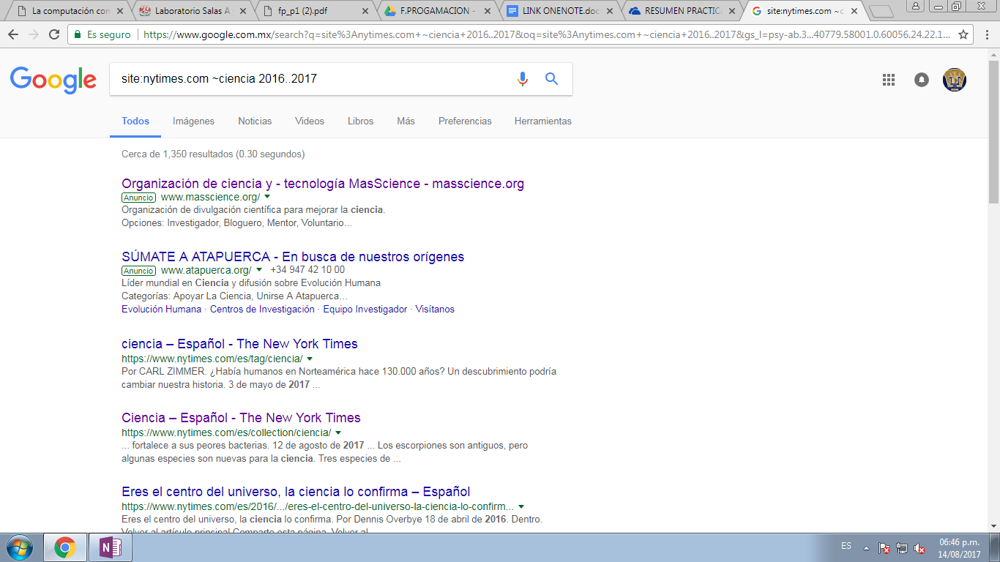 La computación con
Laboratorio Salas A
fp_p1 (2).pdf
F.PROGAMACION -
LINK ONENOTE.doc
RESUMEN PRACTICA
site:nytimes.com ~c
Es seguro
https://www.google.com.mx/search?q=site%3Anytimes.com+~ciencia+2016..2017&oq=site%3Anytimes.com+~ciencia+2016..2017&gs_l=psy-ab.3...40779.58001.0.60056.24.22.1...
Google
site:nytimes.com ~ciencia 2016..2017
Todos
Imágenes
Noticias
Videos
Libros
Más
Preferencias
Herramientas
Cerca de 1,350 resultados (0.30 segundos)
Organización de ciencia y - tecnología MasScience - masscience.org
Anuncio www.masscience.org/
Organización de divulgación científica para mejorar la ciencia.
Opciones: Investigador, Bloguero, Mentor, Voluntario…
SÚMATE A ATAPUERCA - En busca de nuestros orígenes
Anuncio www.atapuerca.org/ +34 947 42 10 00
Líder mundial en Ciencia y difusión sobre Evolución Humana
Categorías: Apoyar La Ciencia, Unirse A Atapuerca…
Evolución Humana · Centros de Investigación · Equipo Investigador · Visítanos
ciencia – Español - The New York Times
https://www.nytimes.com/es/tag/ciencia/
Por CARL ZIMMER. ¿Había humanos en Norteamérica hace 130.000 años? Un descubrimiento podría
cambiar nuestra historia. 3 de mayo de 2017 ...
Ciencia – Español - The New York Times
https://www.nytimes.com/es/collection/ciencia/
... fortalece a sus peores bacterias. 12 de agosto de 2017 ... Los escorpiones son antiguos, pero
algunas especies son nuevas para la ciencia. Tres especies de ...
Eres el centro del universo, la ciencia lo confirma – Español
https://www.nytimes.com/es/2016/.../eres-el-centro-del-universo-la-ciencia-lo-confirm...
Eres el centro del universo, la ciencia lo confirma. Por Dennis Overbye 18 de abril de 2016. Dentro.
Volver al artículo principal Comparte esta página. Volver al
ES
06:46 p.m.
14/08/2017